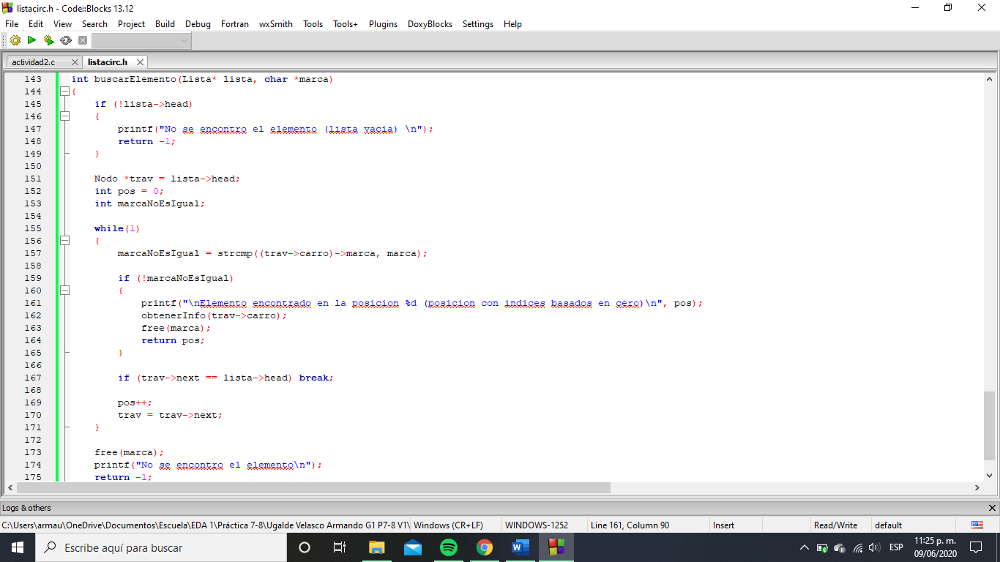 listacirc.h - Code::Blocks 13.12
File Edit View Search Project Build Debug Fortran wxSmith Tools Tools+ Plugins DoxyBlocks Settings Help
actividad2.c listacirc.h
143 int buscarElemento(Lista* lista, char *marca)
144 {
145 if (!lista->head)
146 {
147 printf("No se encontro el elemento (lista vacia) \n");
148 return -1;
149 }
150
151 Nodo *trav = lista->head;
152 int pos = 0;
153 int marcaNoEsIgual;
154
155 while(1)
156 {
157 marcaNoEsIgual = strcmp((trav->carro)->marca, marca);
158
159 if (!marcaNoEsIgual)
160 {
161 printf("\nElemento encontrado en la posicion %d (posicion con indices basados en cero)\n", pos);
162 obtenerInfo(trav->carro);
163 free(marca);
164 return pos;
165 }
166
167 if (trav->next == lista->head) break;
168
169 pos++;
170 trav = trav->next;
171 }
172
173 free(marca);
174 printf("No se encontro el elemento\n");
175 return -1;
Logs & others
C:\Users\armau\OneDrive\Documentos\Escuela\EDA 1\Práctica 7-8\Ugalde Velasco Armando G1 P7-8 V1\ Windows (CR+LF) WINDOWS-1252 Line 161, Column 90 Insert Read/Write default
Escribe aquí para buscar
ESP
11:25 p. m.
09/06/2020